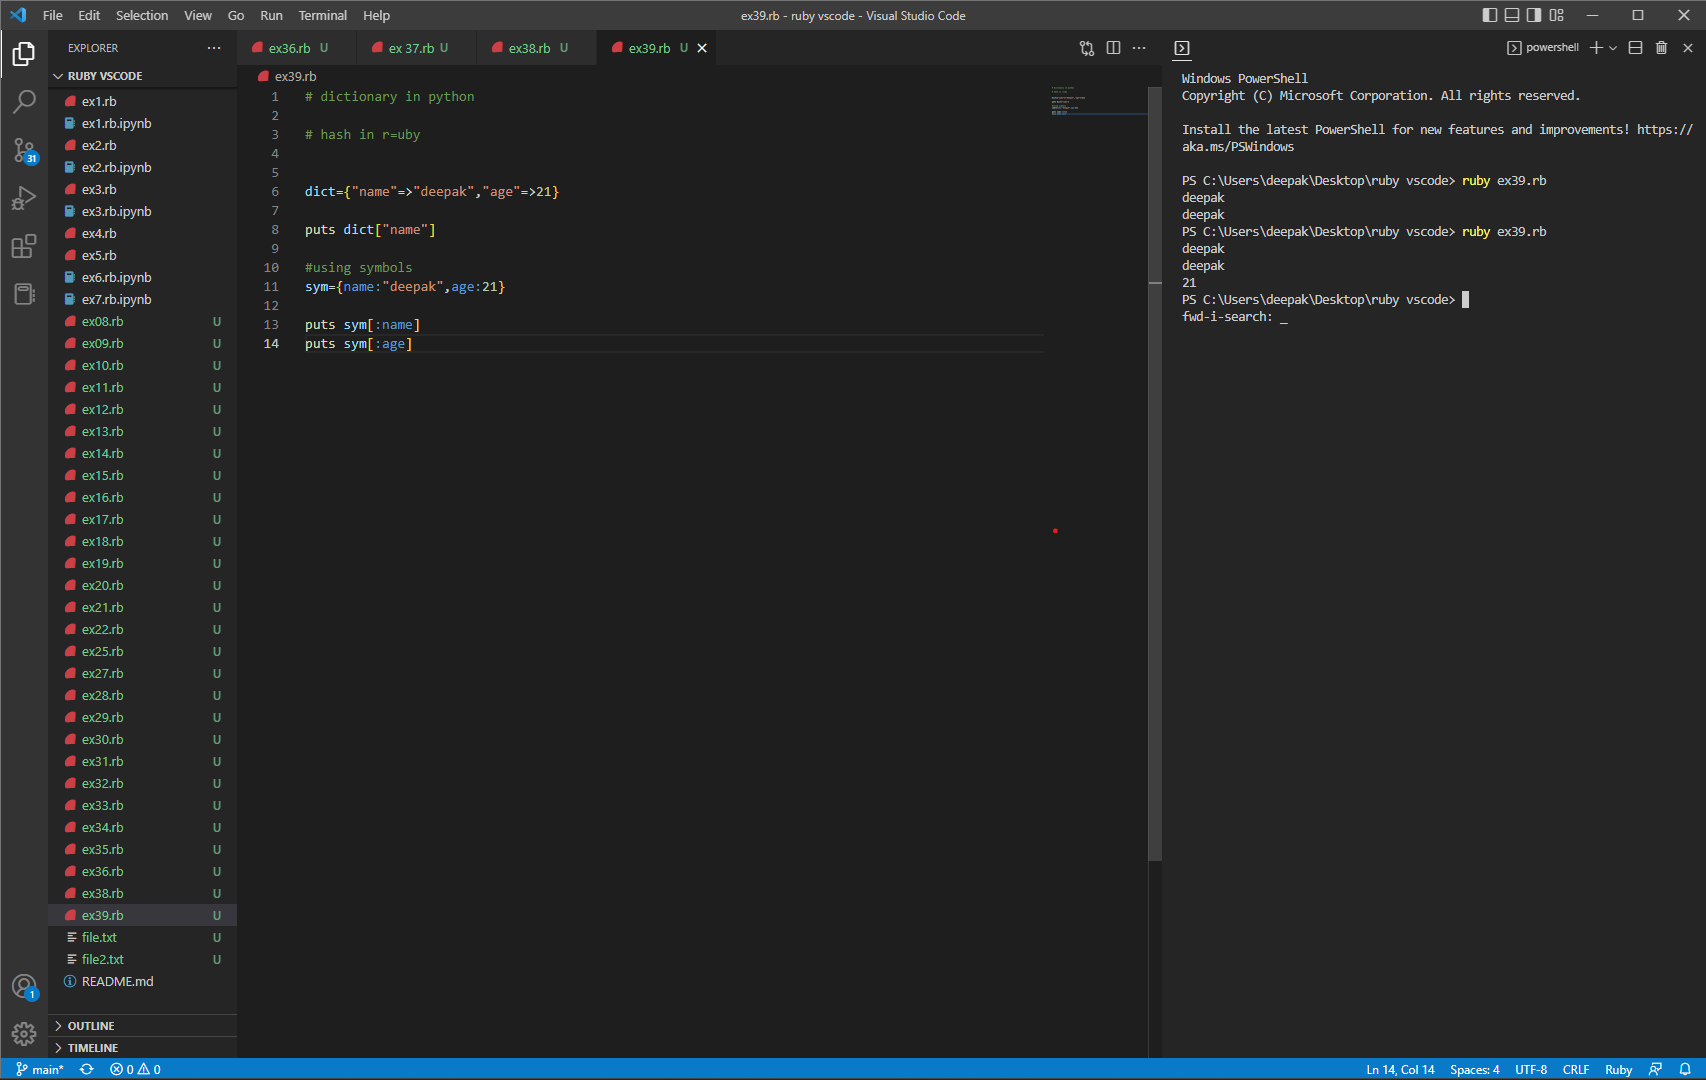 File Edit Selection View Go Run Terminal Help
ex39.rb - ruby vscode - Visual Studio Code
EXPLORER
RUBY VSCODE
ex1.rb
ex1.rb.ipynb
ex2.rb
ex2.rb.ipynb
ex3.rb
ex3.rb.ipynb
ex4.rb
ex5.rb
ex6.rb.ipynb
ex7.rb.ipynb
ex08.rb U
ex09.rb U
ex10.rb U
ex11.rb U
ex12.rb U
ex13.rb U
ex14.rb U
ex15.rb U
ex16.rb U
ex17.rb U
ex18.rb U
ex19.rb U
ex20.rb U
ex21.rb U
ex22.rb U
ex25.rb U
ex27.rb U
ex28.rb U
ex29.rb U
ex30.rb U
ex31.rb U
ex32.rb U
ex33.rb U
ex34.rb U
ex35.rb U
ex36.rb U
ex38.rb U
ex39.rb U
file.txt U
file2.txt U
README.md
OUTLINE
TIMELINE
31
1
ex36.rb U ex 37.rb U ex38.rb U ex39.rb U
ex39.rb
1 # dictionary in python
2
3 # hash in r=uby
4
5
6 dict={"name"=>"deepak","age"=>21}
7
8 puts dict["name"]
9
10 #using symbols
11 sym={name:"deepak",age:21}
12
13 puts sym[:name]
14 puts sym[:age]
powershell
Windows PowerShell
Copyright (C) Microsoft Corporation. All rights reserved.
Install the latest PowerShell for new features and improvements! https://
aka.ms/PSWindows
PS C:\Users\deepak\Desktop\ruby vscode> ruby ex39.rb
deepak
deepak
PS C:\Users\deepak\Desktop\ruby vscode> ruby ex39.rb
deepak
deepak
21
PS C:\Users\deepak\Desktop\ruby vscode>
fwd-i-search: _
main* 0 0
Ln 14, Col 14 Spaces: 4 UTF-8 CRLF Ruby